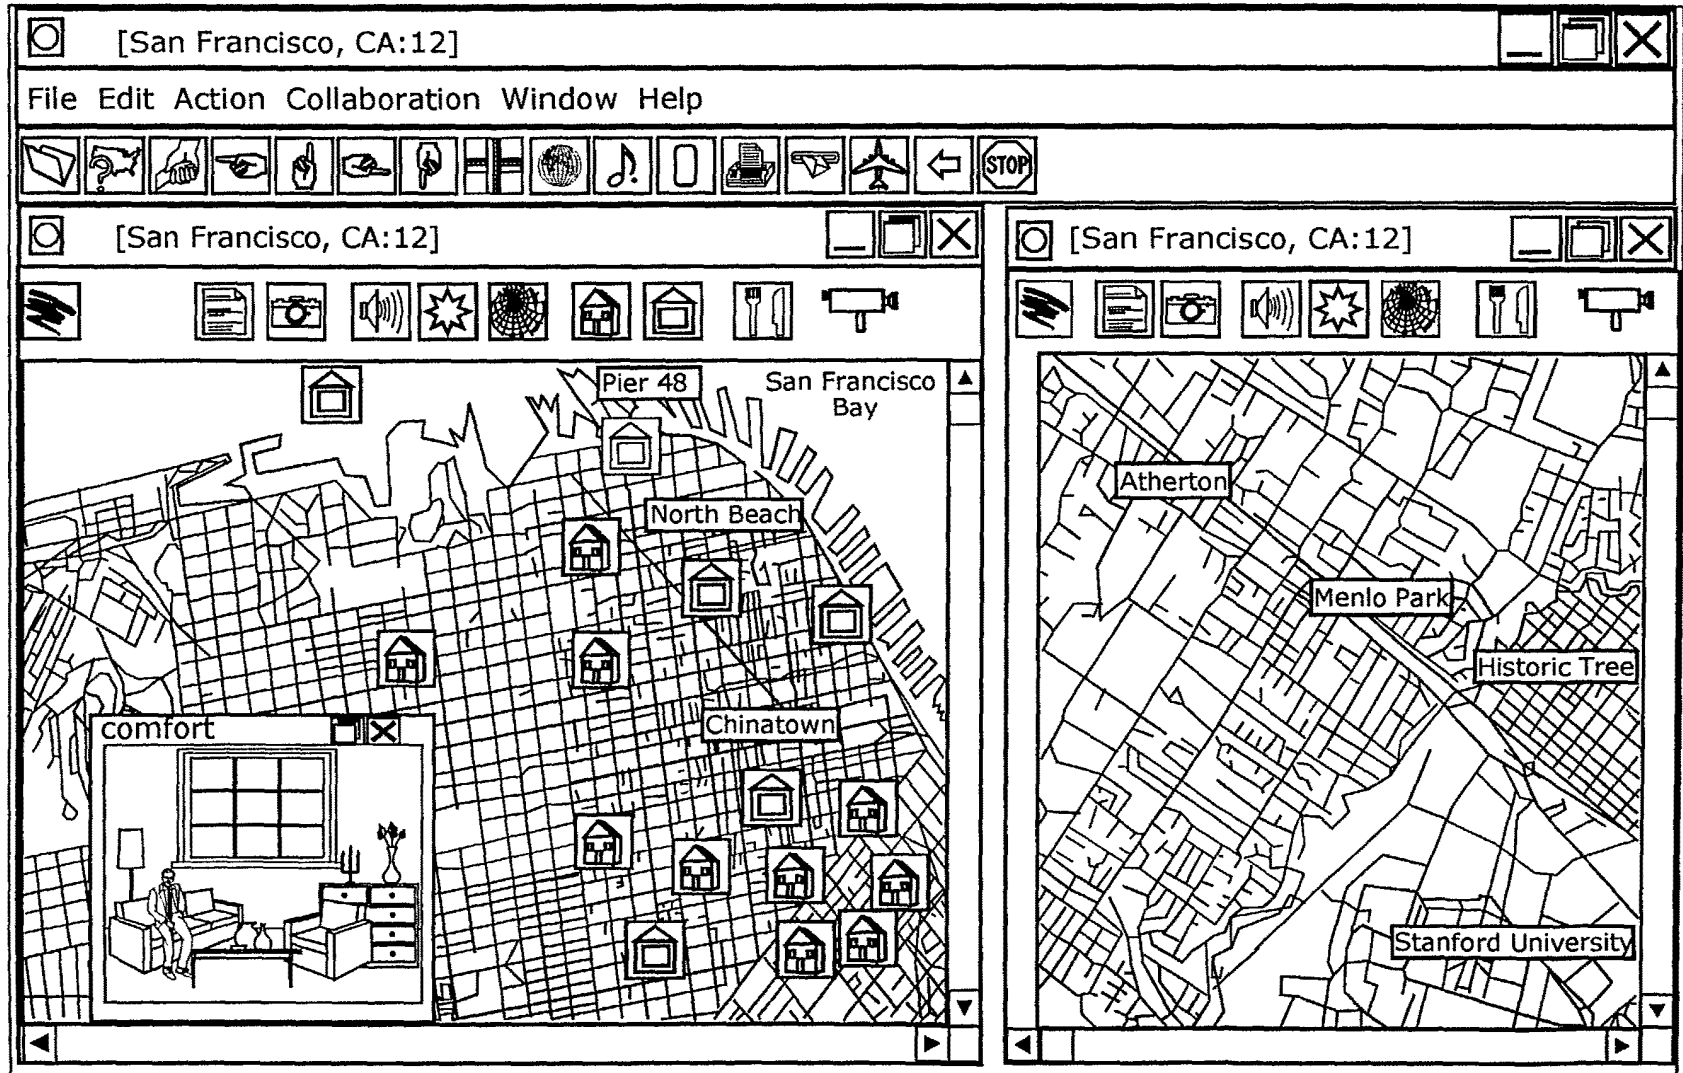 [San Francisco, CA:12]
File Edit Action Collaboration Window Help
?
STOP
[San Francisco, CA:12]
[San Francisco, CA:12]
Pier 48
San Francisco
Bay
North Beach
Chinatown
comfort
Atherton
Menlo Park
Historic Tree
Stanford University